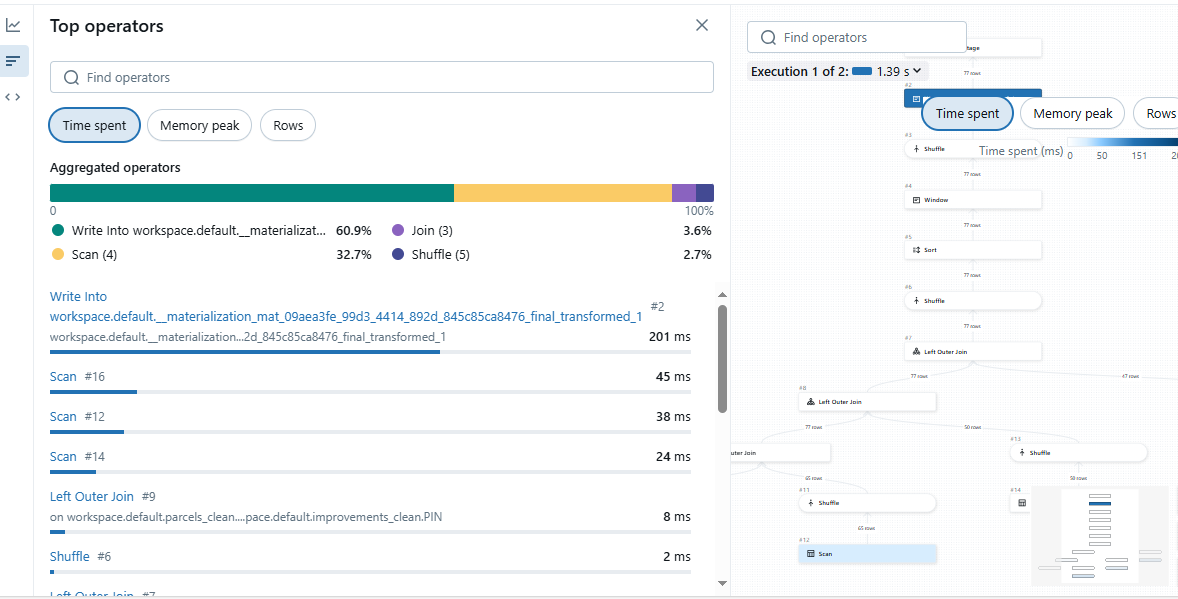 Top operators
Find operators
Time spent
Memory peak
Rows
Aggregated operators
0
100%
Write Into workspace.default.__materializat... 60.9%
Join (3) 3.6%
Scan (4) 32.7%
Shuffle (5) 2.7%
Write Into
workspace.default.__materialization_mat_09aea3fe_99d3_4414_892d_845c85ca8476_final_transformed_1
#2
workspace.default.__materialization...2d_845c85ca8476_final_transformed_1
201 ms
Scan #16
45 ms
Scan #12
38 ms
Scan #14
24 ms
Left Outer Join #9
on workspace.default.parcels_clean....pace.default.improvements_clean.PIN
8 ms
Shuffle #6
2 ms
Left Outer Join #7
Find operators
tage
77 rows
Execution 1 of 2: 1.39 s
#2
Time spent
Memory peak
Rows
#3
Shuffle
Time spent (ms)
0 50 151 20
77 rows
#4
Window
77 rows
#5
Sort
77 rows
#6
Shuffle
77 rows
#7
Left Outer Join
77 rows
47 rows
#8
Left Outer Join
77 rows
50 rows
#13
uter Join
Shuffle
65 rows
50 rows
#11
#14
Shuffle
65 rows
#12
Scan